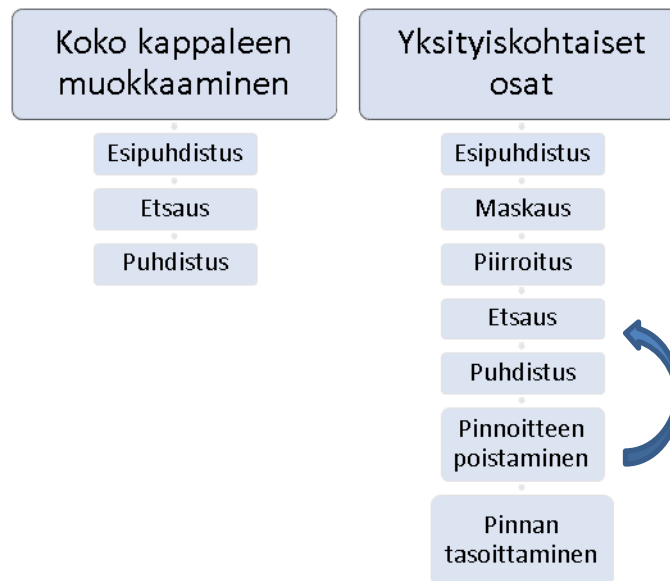 Koko kappaleen
muokkaaminen
Esipuhdistus
Etsaus
Puhdistus
Yksityiskohtaiset
osat
Esipuhdistus
Maskaus
Piirroitus
Etsaus
Puhdistus
Pinnoitteen
poistaminen
Pinnan
tasoittaminen